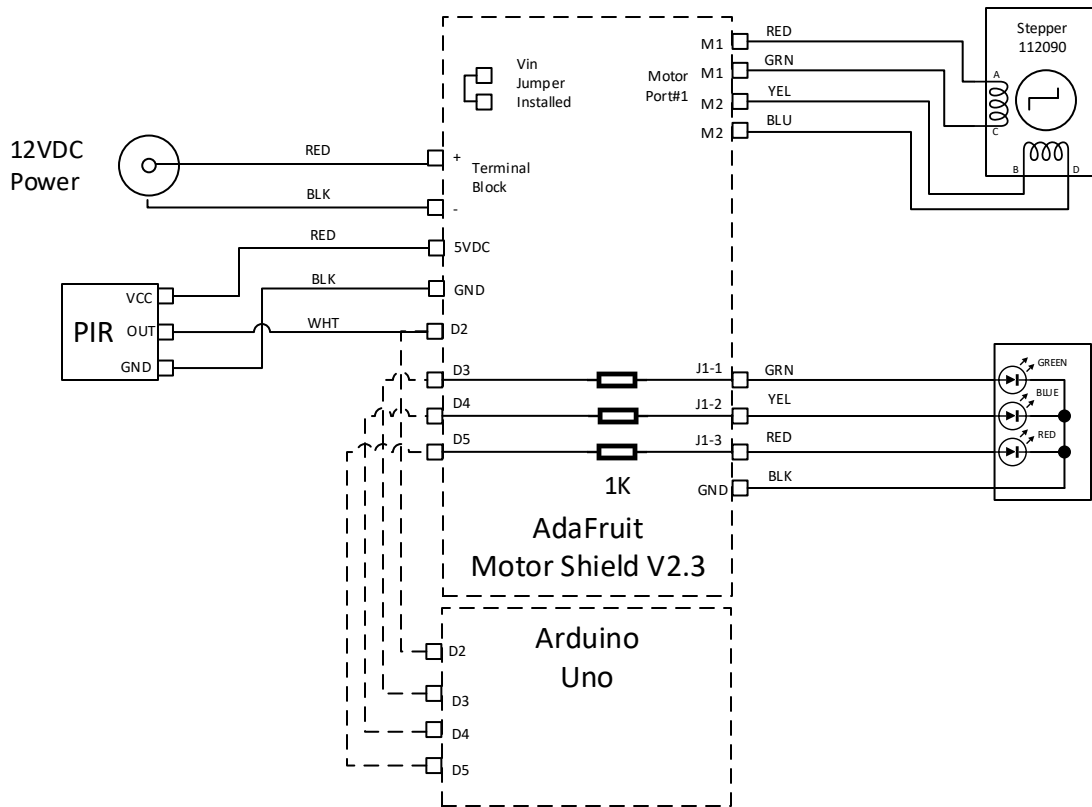 Stepper
112090
A
C
B
D
RED
GRN
YEL
BLU
M1
M1
M2
M2
Motor
Port#1
Vin
Jumper
Installed
12VDC
Power
RED
BLK
+
-
Terminal
Block
RED
BLK
WHT
5VDC
GND
D2
PIR
VCC
OUT
GND
D3
D4
D5
1K
J1-1
J1-2
J1-3
GND
GRN
YEL
RED
BLK
GREEN
BLUE
RED
AdaFruit
Motor Shield V2.3
Arduino
Uno
D2
D3
D4
D5